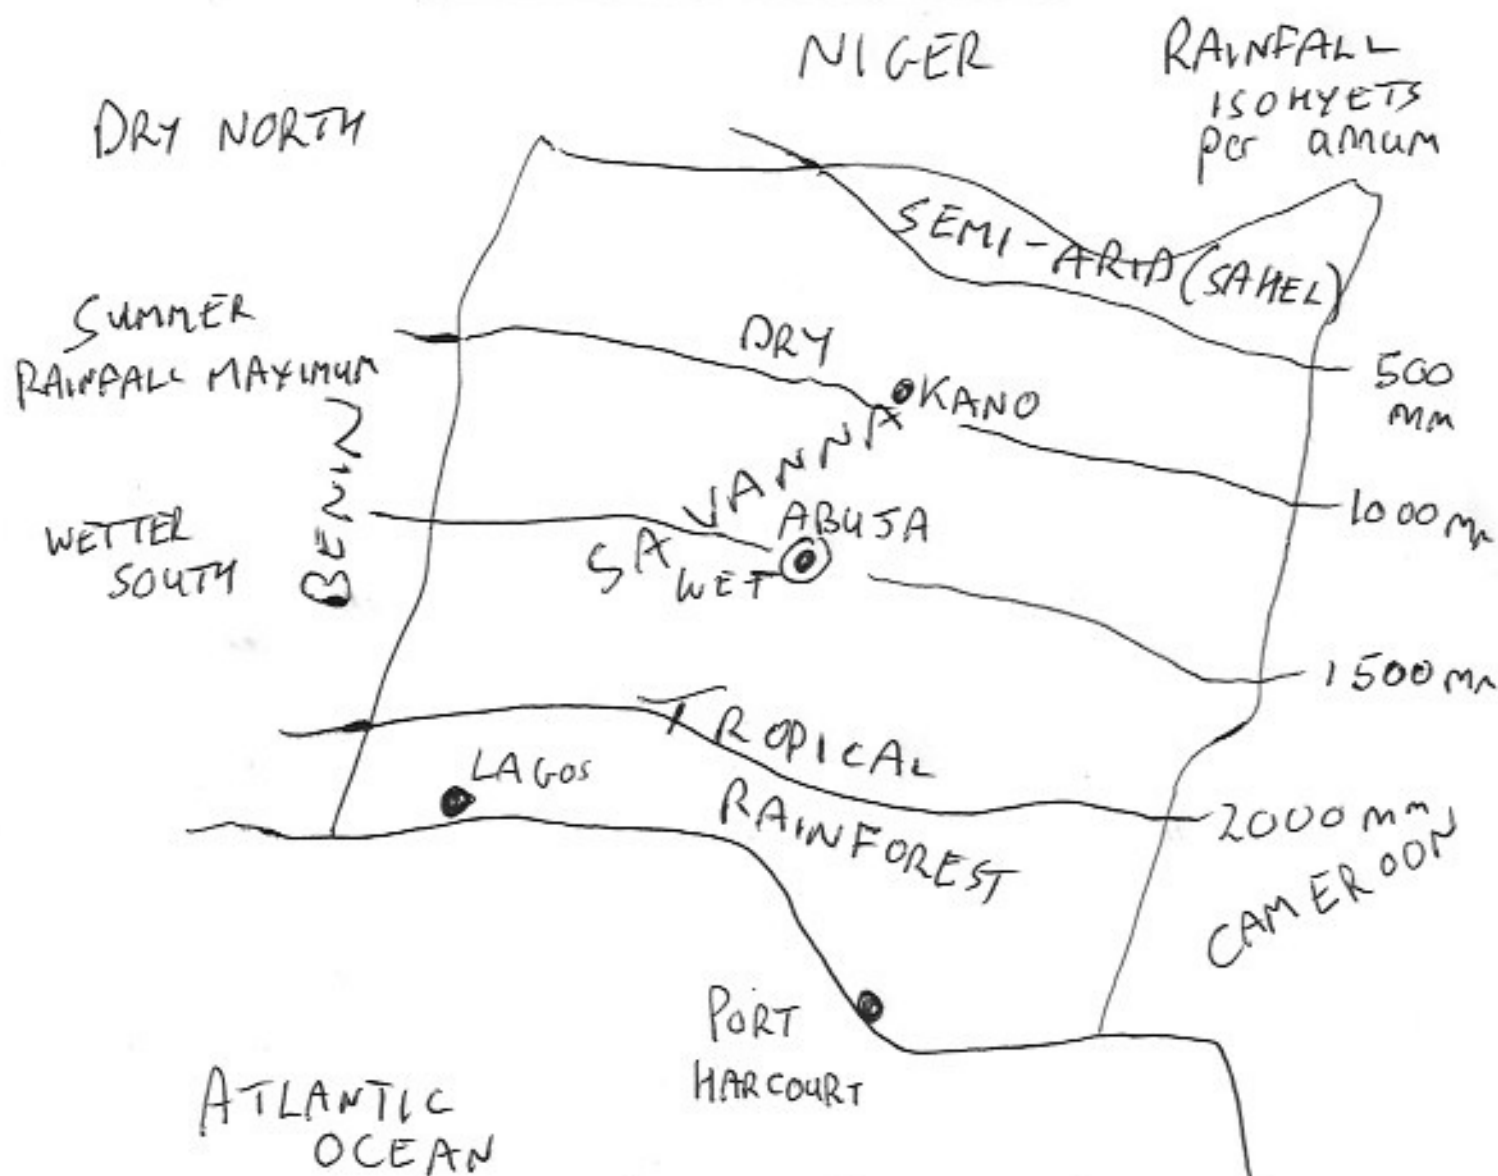 NIGER
RAINFALL
ISOHYETS
per annum
DRY NORTH
SEMI-ARID (SAHEL)
SUMMER
RAINFALL MAXIMUM
DRY
500
mm
KANO
BENIN
SAVANNA
1000 mm
WETTER
SOUTH
ABUJA
WET
1500 mm
TROPICAL
RAINFOREST
LAGOS
2000 mm
CAMEROON
PORT
HARCOURT
ATLANTIC
OCEAN